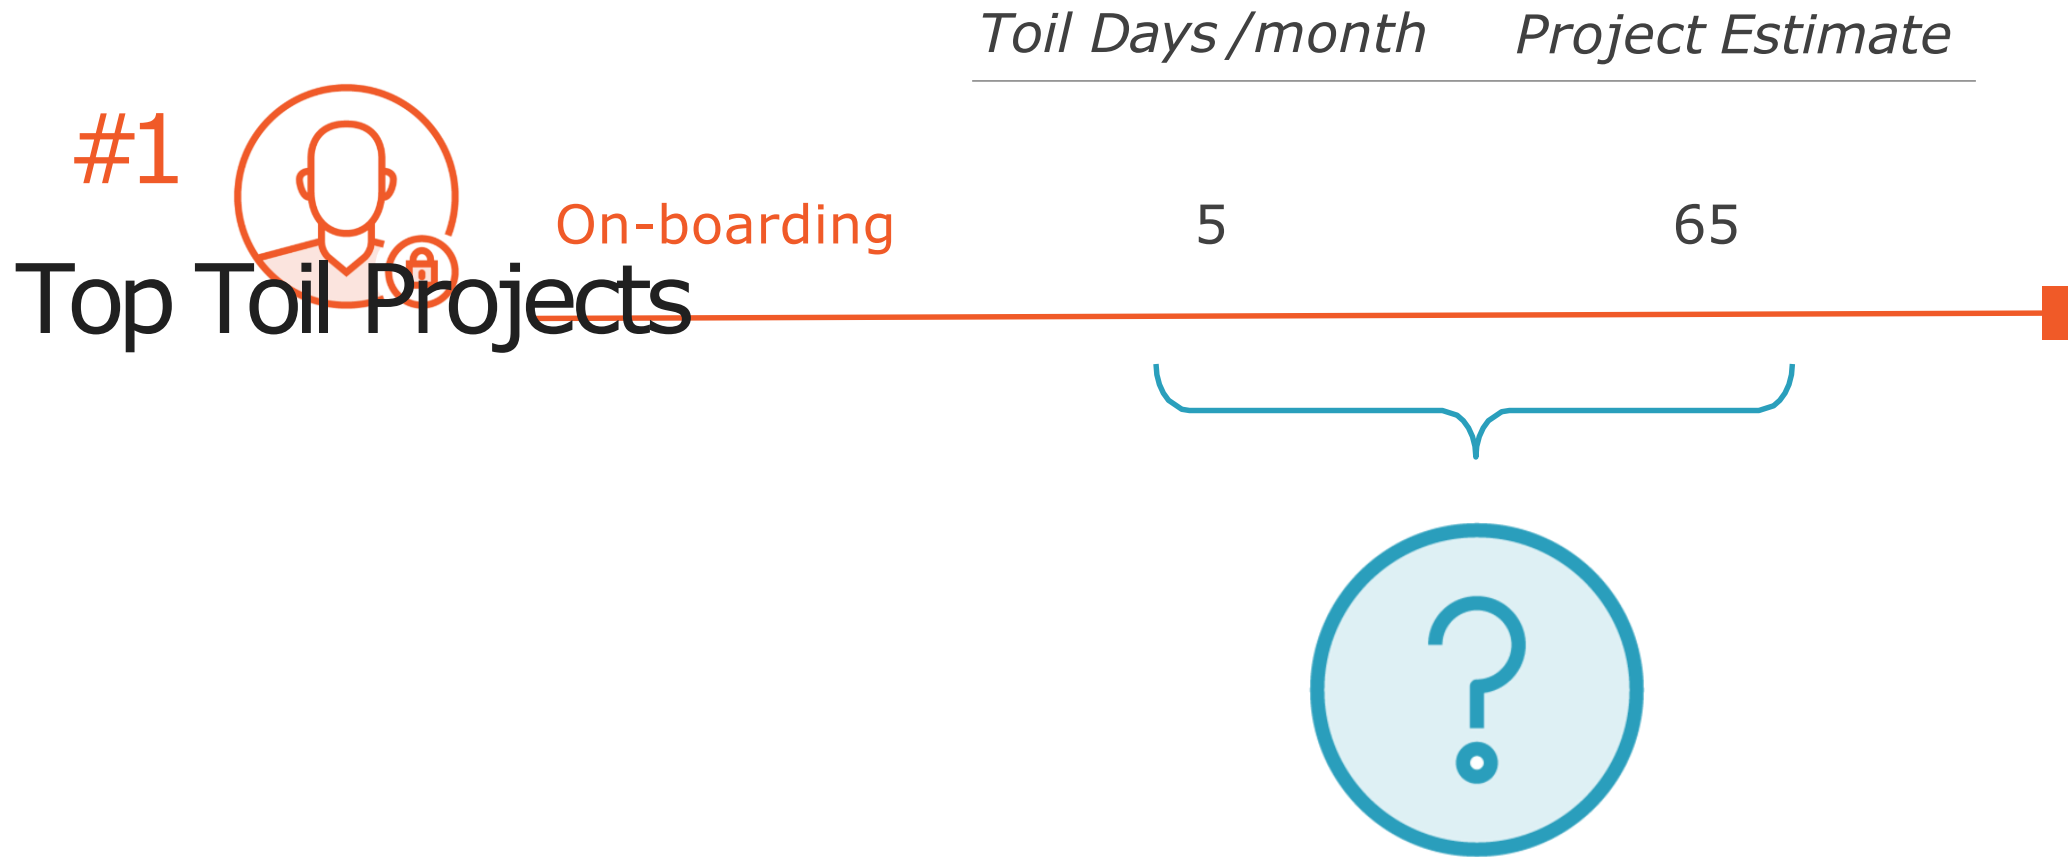 Toil Days /month Project Estimate
#1
On-boarding 5 65
Top Toil Projects
?